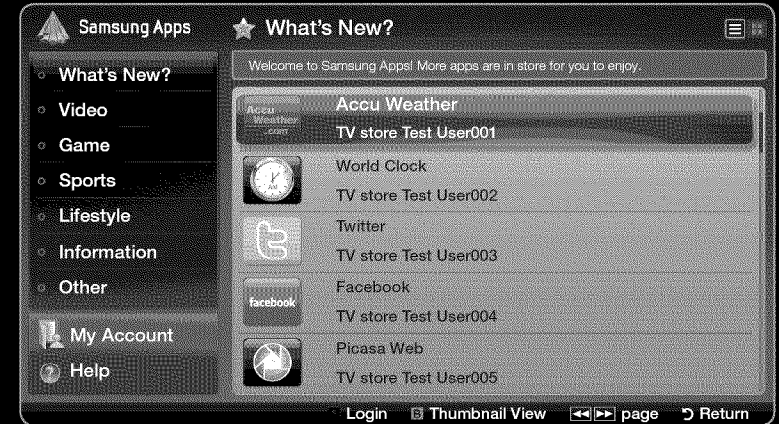 Samsung Apps
What's New?
What's New?
Video
Game
Sports
Lifestyle
Information
Other
My Account
Help
Welcome to Samsung Apps! More apps are in store for you to enjoy.
Accu Weather .com
Accu Weather
TV store Test User001
World Clock
TV store Test User002
Twitter
TV store Test User003
facebook
Facebook
TV store Test User004
Picasa Web
TV store Test User005
Login B Thumbnail View page Return